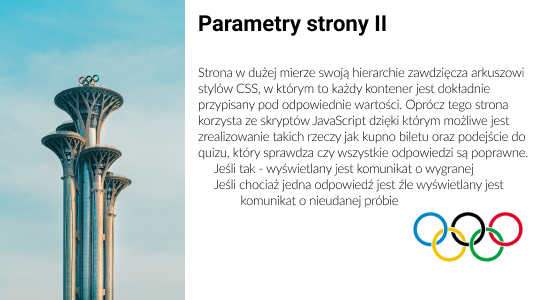 Parametry strony II
Strona w dużej mierze swoją hierarchie zawdzięcza arkuszowi
stylów CSS, w którym to każdy kontener jest dokładnie
przypisany pod odpowiednie wartości. Oprócz tego strona
korzysta ze skryptów JavaScript dzięki którym możliwe jest
zrealizowanie takich rzeczy jak kupno biletu oraz podejście do
quizu, który sprawdza czy wszystkie odpowiedzi są poprawne.
Jeśli tak - wyświetlany jest komunikat o wygranej
Jeśli chociaż jedna odpowiedź jest źle wyświetlany jest
komunikat o nieudanej próbie